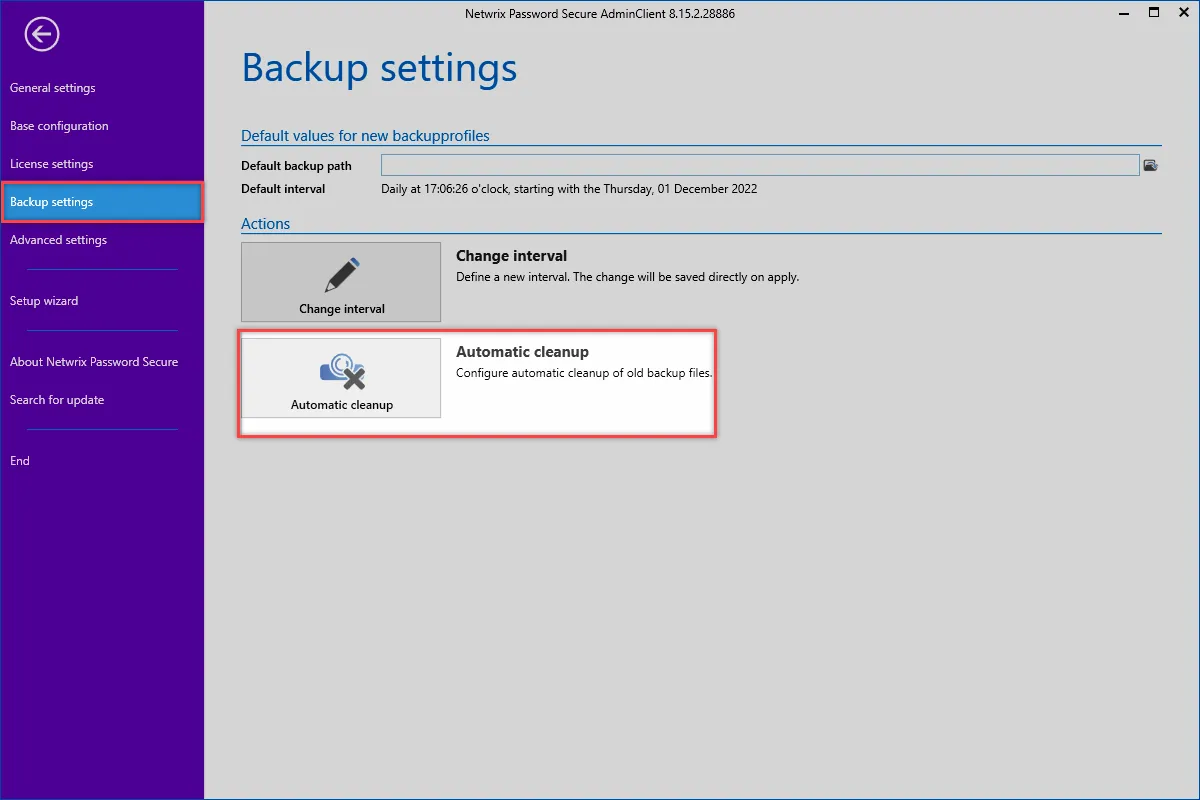 Netwrix Password Secure AdminClient 8.15.2.28886
General settings
Base configuration
License settings
Backup settings
Advanced settings
Setup wizard
About Netwrix Password Secure
Search for update
End
Backup settings
Default values for new backupprofiles
Default backup path
Default interval Daily at 17:06:26 o'clock, starting with the Thursday, 01 December 2022
Actions
Change interval
Change interval
Define a new interval. The change will be saved directly on apply.
Automatic cleanup
Automatic cleanup
Configure automatic cleanup of old backup files.